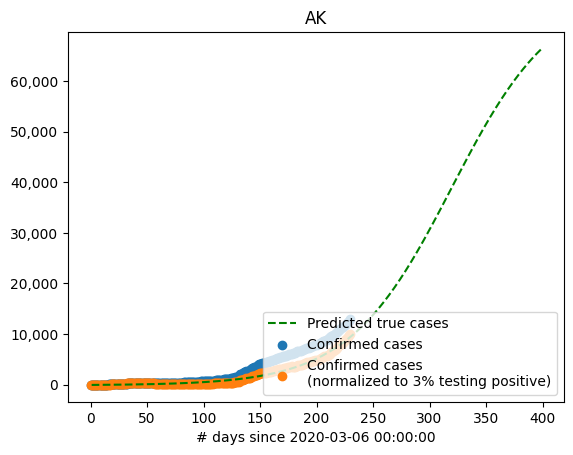 AK
60,000
50,000
40,000
30,000
20,000
10,000
0
Predicted true cases
Confirmed cases
Confirmed cases
(normalized to 3% testing positive)
0 50 100 150 200 250 300 350 400
# days since 2020-03-06 00:00:00